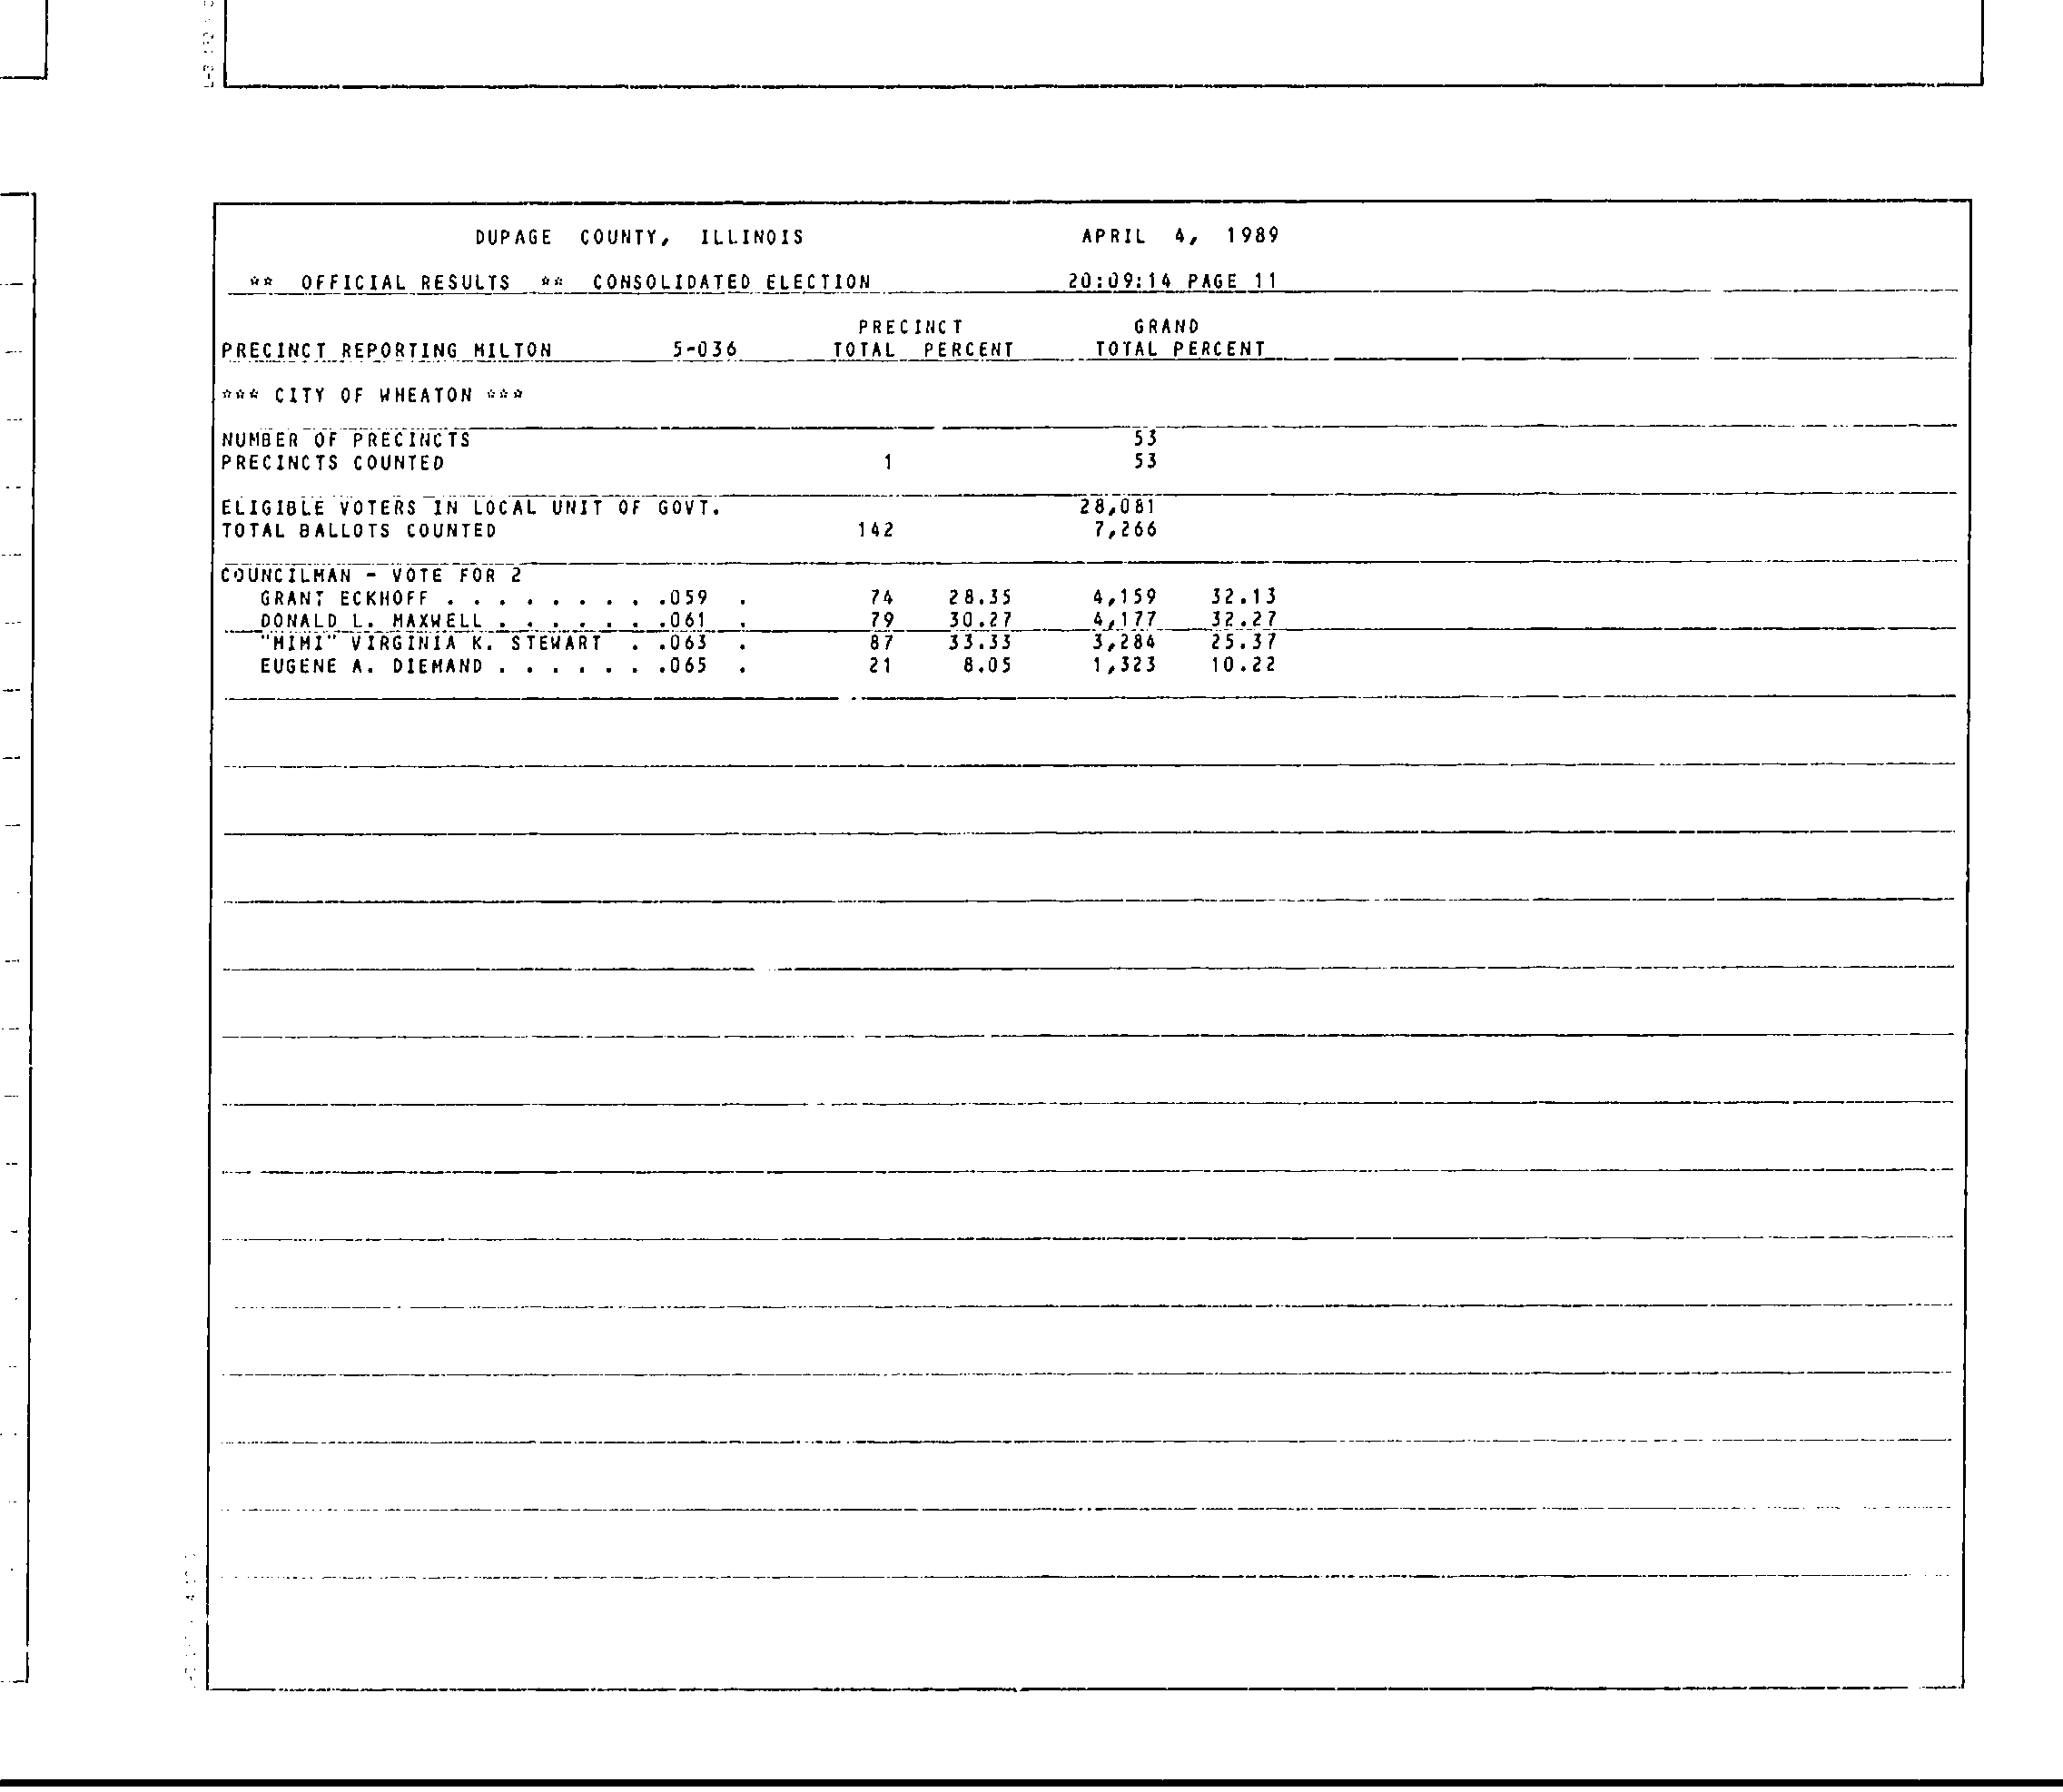 DUPAGE COUNTY, ILLINOIS APRIL 4, 1989
** OFFICIAL RESULTS ** CONSOLIDATED ELECTION 20:09:14 PAGE 11
PRECINCT GRAND
PRECINCT REPORTING MILTON 5-036 TOTAL PERCENT TOTAL PERCENT
*** CITY OF WHEATON ***
NUMBER OF PRECINCTS 53
PRECINCTS COUNTED 1 53
ELIGIBLE VOTERS IN LOCAL UNIT OF GOVT. 28,081
TOTAL BALLOTS COUNTED 142 7,266
COUNCILMAN - VOTE FOR 2
GRANT ECKHOFF . . . . . . . . .059 . 74 28.35 4,159 32.13
DONALD L. MAXWELL . . . . . . .061 . 79 30.27 4,177 32.27
"MIMI" VIRGINIA K. STEWART . .063 . 87 33.33 3,284 25.37
EUGENE A. DIEMAND . . . . . . .065 . 21 8.05 1,323 10.22